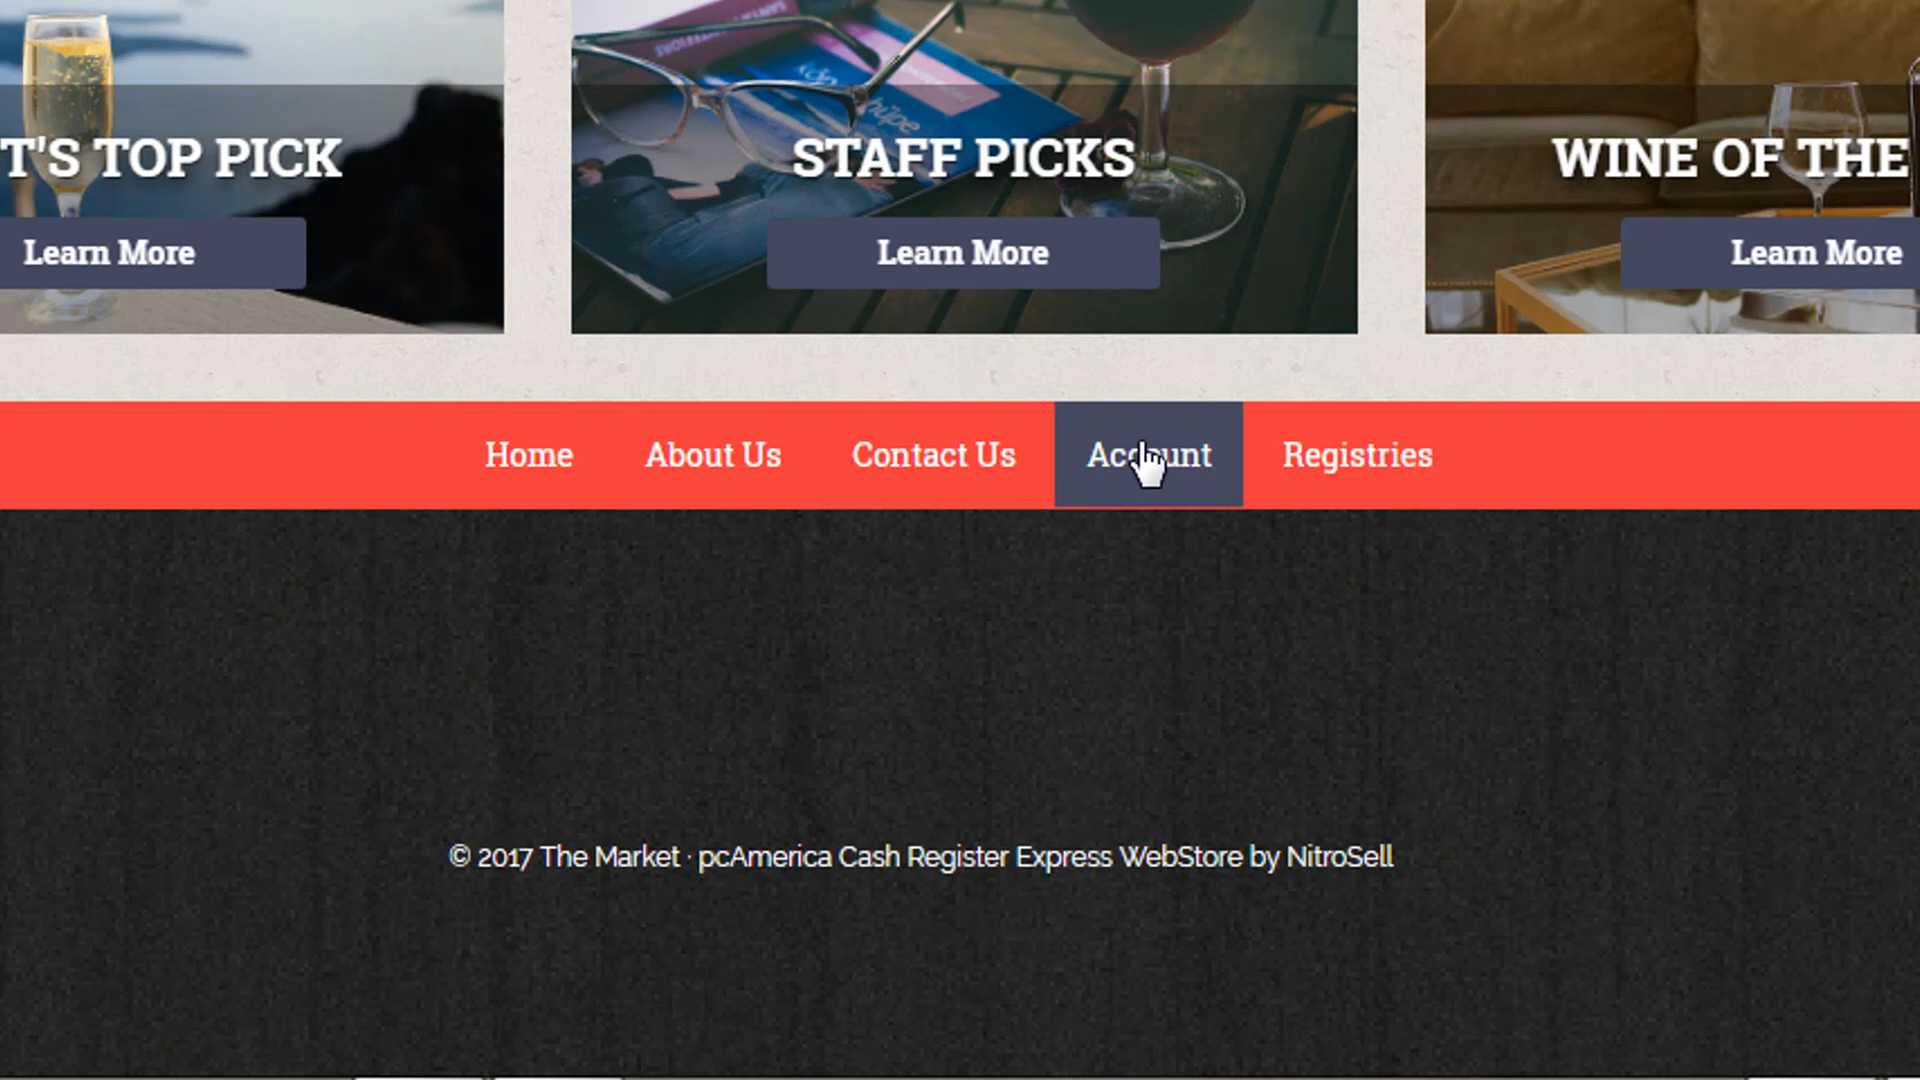 T'S TOP PICK
Learn More
STAFF PICKS
Learn More
WINE OF THE
Learn More
Home About Us Contact Us Account Registries
© 2017 The Market · pcAmerica Cash Register Express WebStore by NitroSell